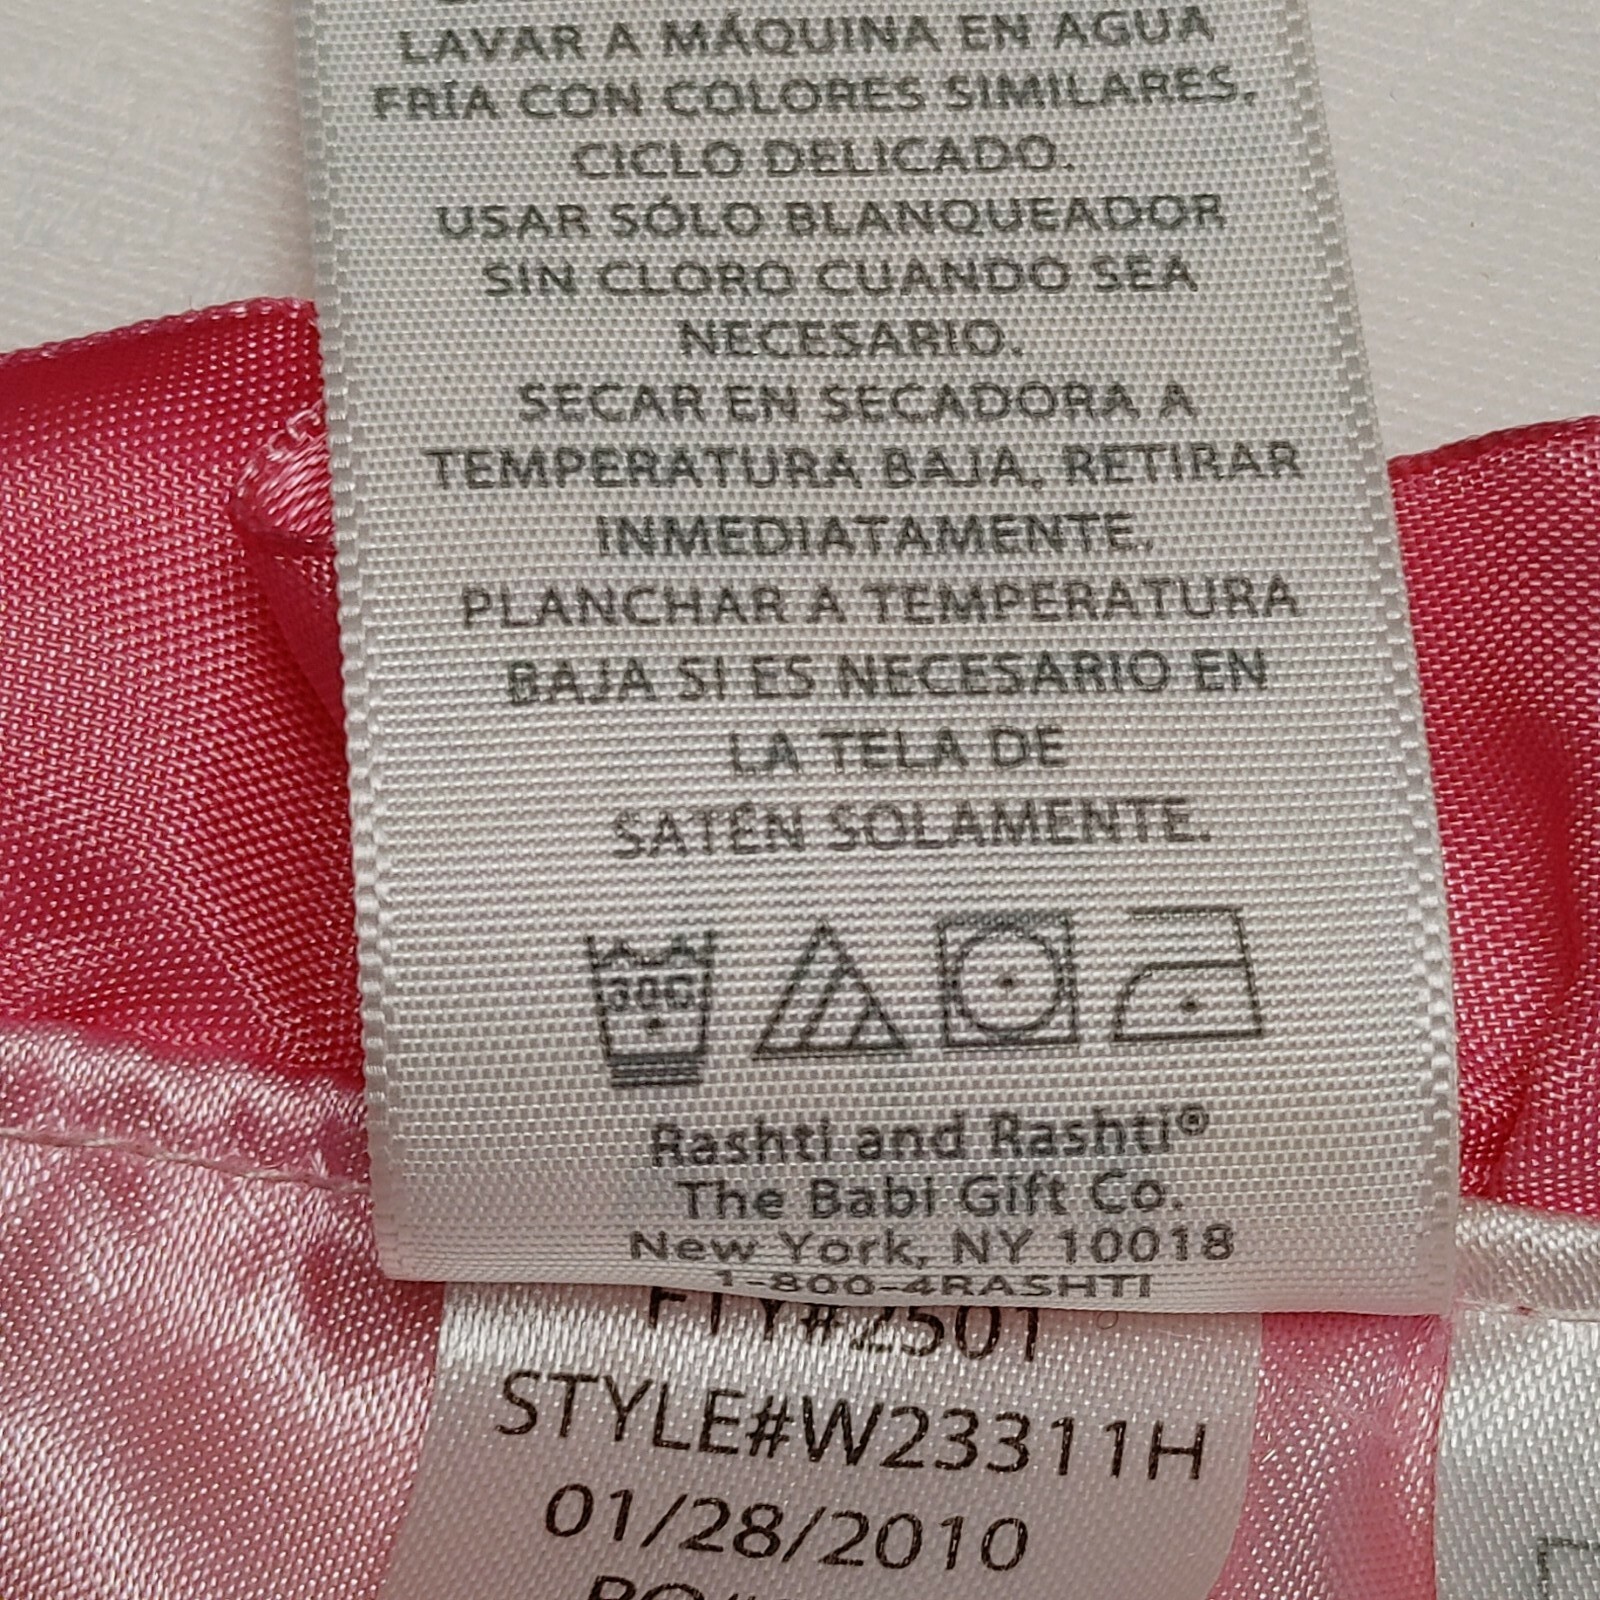 LAVAR A MÁQUINA EN AGUA
FRÍA CON COLORES SIMILARES,
CICLO DELICADO.
USAR SÓLO BLANQUEADOR
SIN CLORO CUANDO SEA
NECESARIO.
SECAR EN SECADORA A
TEMPERATURA BAJA, RETIRAR
INMEDIATAMENTE.
PLANCHAR A TEMPERATURA
BAJA SI ES NECESARIO EN
LA TELA DE
SATÉN SOLAMENTE.
30C
Rashti and Rashti®
The Babi Gift Co.
New York, NY 10018
1-800-4RASHTI
FTY#2501
STYLE#W23311H
01/28/2010